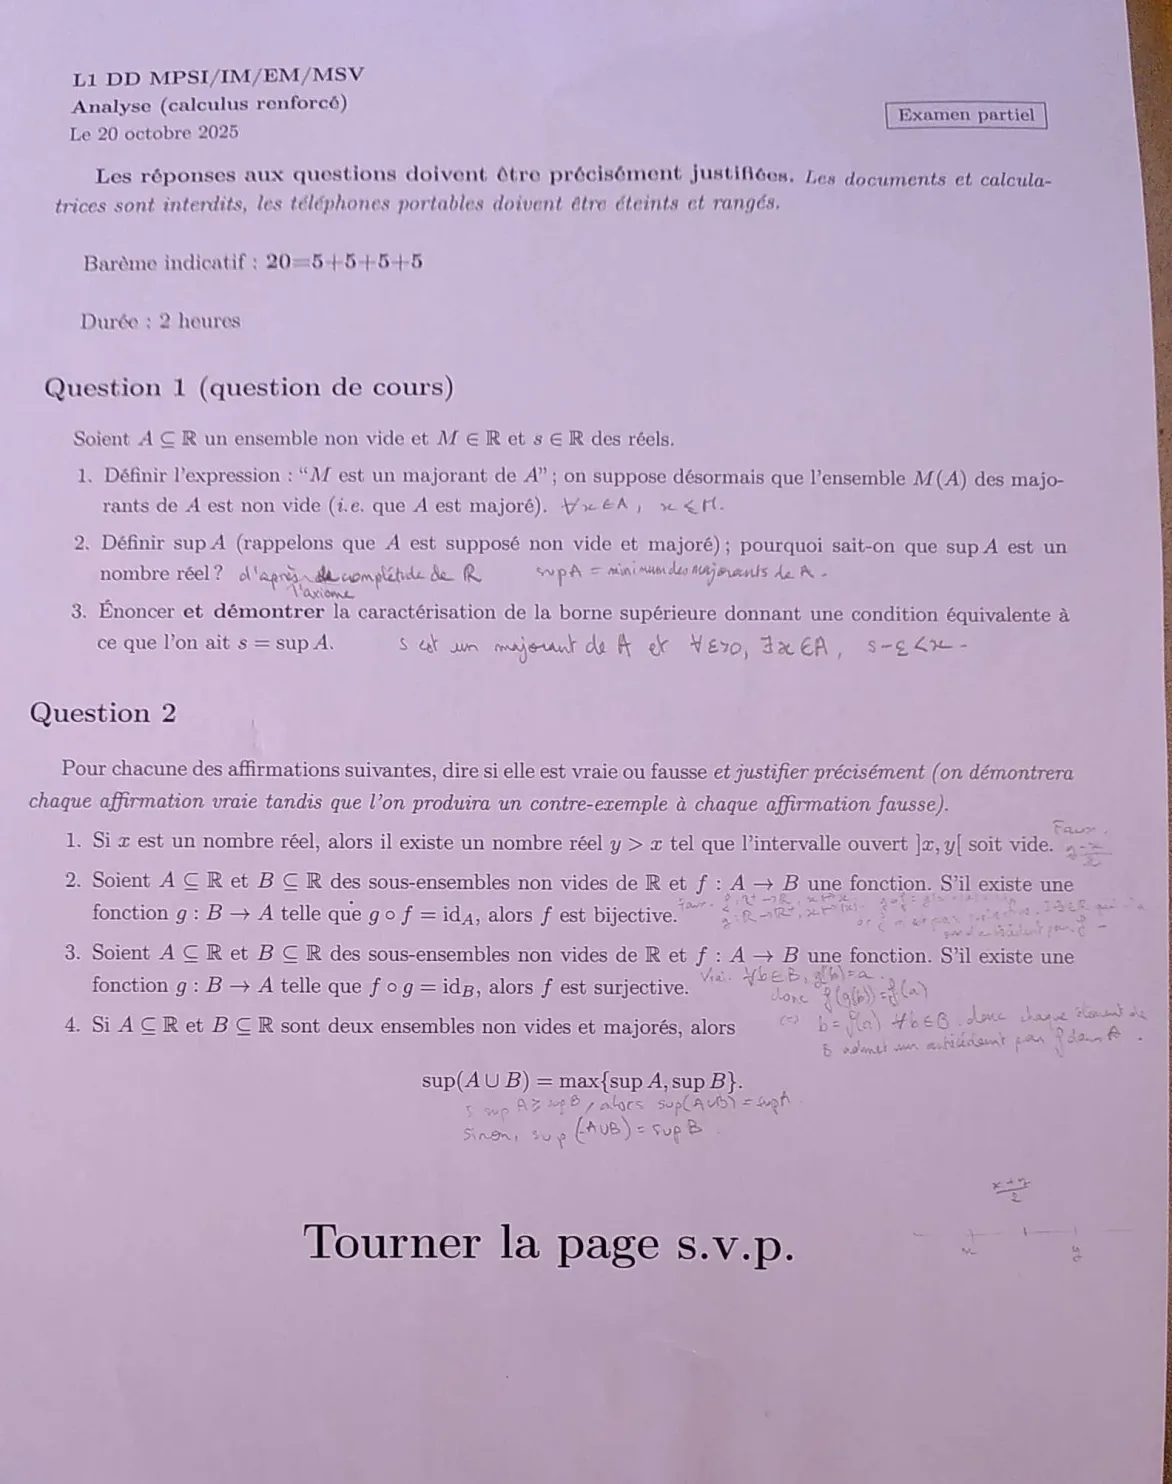 L1 DD MPSI/IM/EM/MSV
Analyse (calculus renforcé)
Le 20 octobre 2025
Examen partiel
Les réponses aux questions doivent être précisément justifiées. Les documents et calcula-
trices sont interdits, les téléphones portables doivent être éteints et rangés.
Barème indicatif : 20=5+5+5+5
Durée : 2 heures
Question 1 (question de cours)
Soient A ⊆ ℝ un ensemble non vide et M ∈ ℝ et s ∈ ℝ des réels.
1. Définir l'expression : “M est un majorant de A” ; on suppose désormais que l'ensemble M(A) des majo-
rants de A est non vide (i.e. que A est majoré). ∀x∈A, x ≤ M.
2. Définir sup A (rappelons que A est supposé non vide et majoré) ; pourquoi sait-on que sup A est un
nombre réel ? d'après de complétude de ℝ supA = minimum des majorants de A.
l'axiome
3. Énoncer et démontrer la caractérisation de la borne supérieure donnant une condition équivalente à
ce que l'on ait s = sup A. s est un majorant de A et ∀ε>0, ∃x∈A, s-ε<x.
Question 2
Pour chacune des affirmations suivantes, dire si elle est vraie ou fausse et justifier précisément (on démontrera
chaque affirmation vraie tandis que l'on produira un contre-exemple à chaque affirmation fausse).
Faux.
1. Si x est un nombre réel, alors il existe un nombre réel y > x tel que l'intervalle ouvert ]x, y[ soit vide. y-x/2
2. Soient A ⊆ ℝ et B ⊆ ℝ des sous-ensembles non vides de ℝ et f : A → B une fonction. S'il existe une
fonction g : B → A telle que g ∘ f = id_A, alors f est bijective. Faux. g: ℝ→ℝ⁺, x↦|x|.
3. Soient A ⊆ ℝ et B ⊆ ℝ des sous-ensembles non vides de ℝ et f : A → B une fonction. S'il existe une
fonction g : B → A telle que f ∘ g = id_B, alors f est surjective. Vrai. ∀b∈B, g(b)=a.
donc f(g(b))=f(a)
4. Si A ⊆ ℝ et B ⊆ ℝ sont deux ensembles non vides et majorés, alors (=) b=f(a) ∀b∈B. donc chaque élément de
B admet un antécédent par f dans A.
sup(A ∪ B) = max{sup A, sup B}.
s sup A ≥ sup B, alors sup(A∪B) = supA.
sinon, sup (A∪B) = sup B
x+y/2
x y
Tourner la page s.v.p.